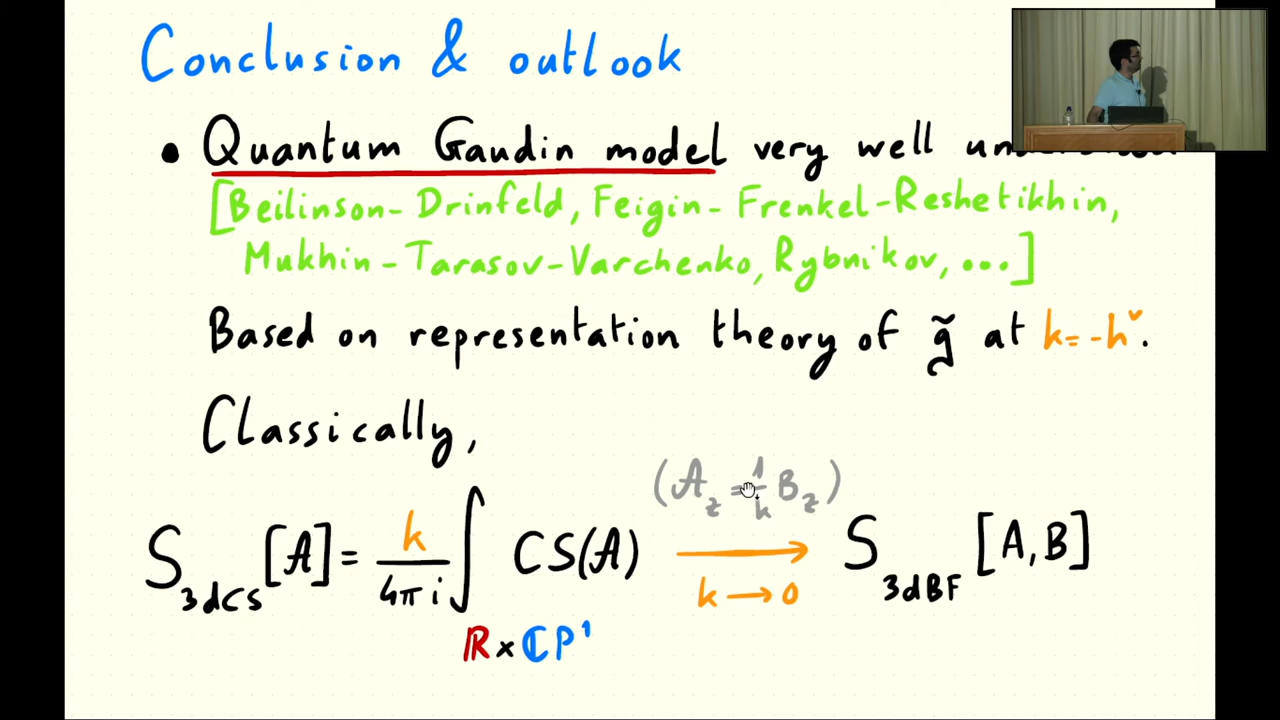 Conclusion & outlook
• Quantum Gaudin model very well
[Beilinson-Drinfeld, Feigin-Frenkel-Reshetikhin,
Mukhin-Tarasov-Varchenko, Rybnikov, ...]
Based on representation theory of g̃ at k=-h^∨.
Classically,
(A_z = 1/k B_z)
S_3dCS [A] = k/4πi ∫ CS(A) → S_3dBF [A,B]
k → 0
ℝ × ℂP¹